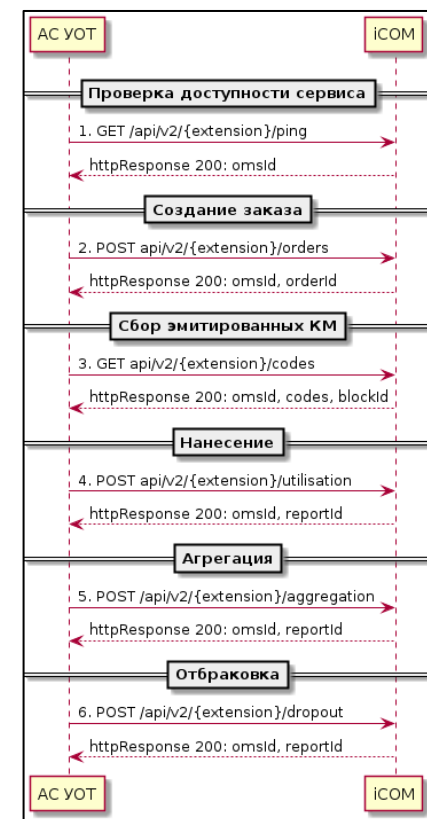 АС УОТ
iCOM
Проверка доступности сервиса
1. GET /api/v2/{extension}/ping
httpResponse 200: omsId
Создание заказа
2. POST api/v2/{extension}/orders
httpResponse 200: omsId, orderId
Сбор эмитированных КМ
3. GET api/v2/{extension}/codes
httpResponse 200: omsId, codes, blockId
Нанесение
4. POST api/v2/{extension}/utilisation
httpResponse 200: omsId, reportId
Агрегация
5. POST /api/v2/{extension}/aggregation
httpResponse 200: omsId, reportId
Отбраковка
6. POST /api/v2/{extension}/dropout
httpResponse 200: omsId, reportId
АС УОТ
iCOM